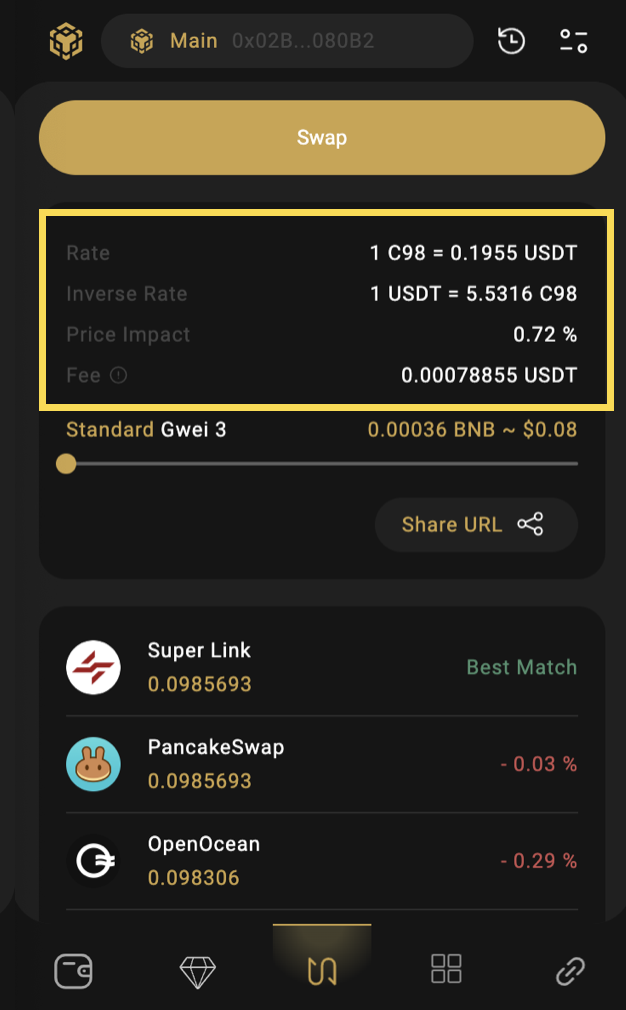 Main 0x02B...080B2
Swap
Rate 1 C98 = 0.1955 USDT
Inverse Rate 1 USDT = 5.5316 C98
Price Impact 0.72 %
Fee 0.00078855 USDT
Standard Gwei 3 0.00036 BNB ~ $0.08
Share URL
Super Link
0.0985693
Best Match
PancakeSwap
0.0985693
- 0.03 %
OpenOcean
0.098306
- 0.29 %